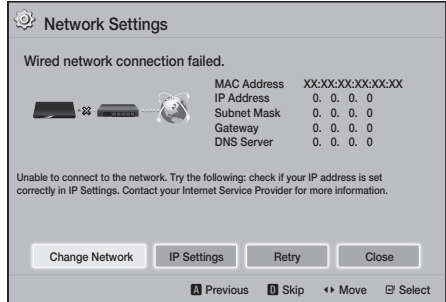 Network Settings
Wired network connection failed.
MAC Address XX:XX:XX:XX:XX:XX
IP Address 0. 0. 0. 0
Subnet Mask 0. 0. 0. 0
Gateway 0. 0. 0. 0
DNS Server 0. 0. 0. 0
Unable to connect to the network. Try the following: check if your IP address is set
correctly in IP Settings. Contact your Internet Service Provider for more information.
Change Network IP Settings Retry Close
A Previous D Skip Move Select